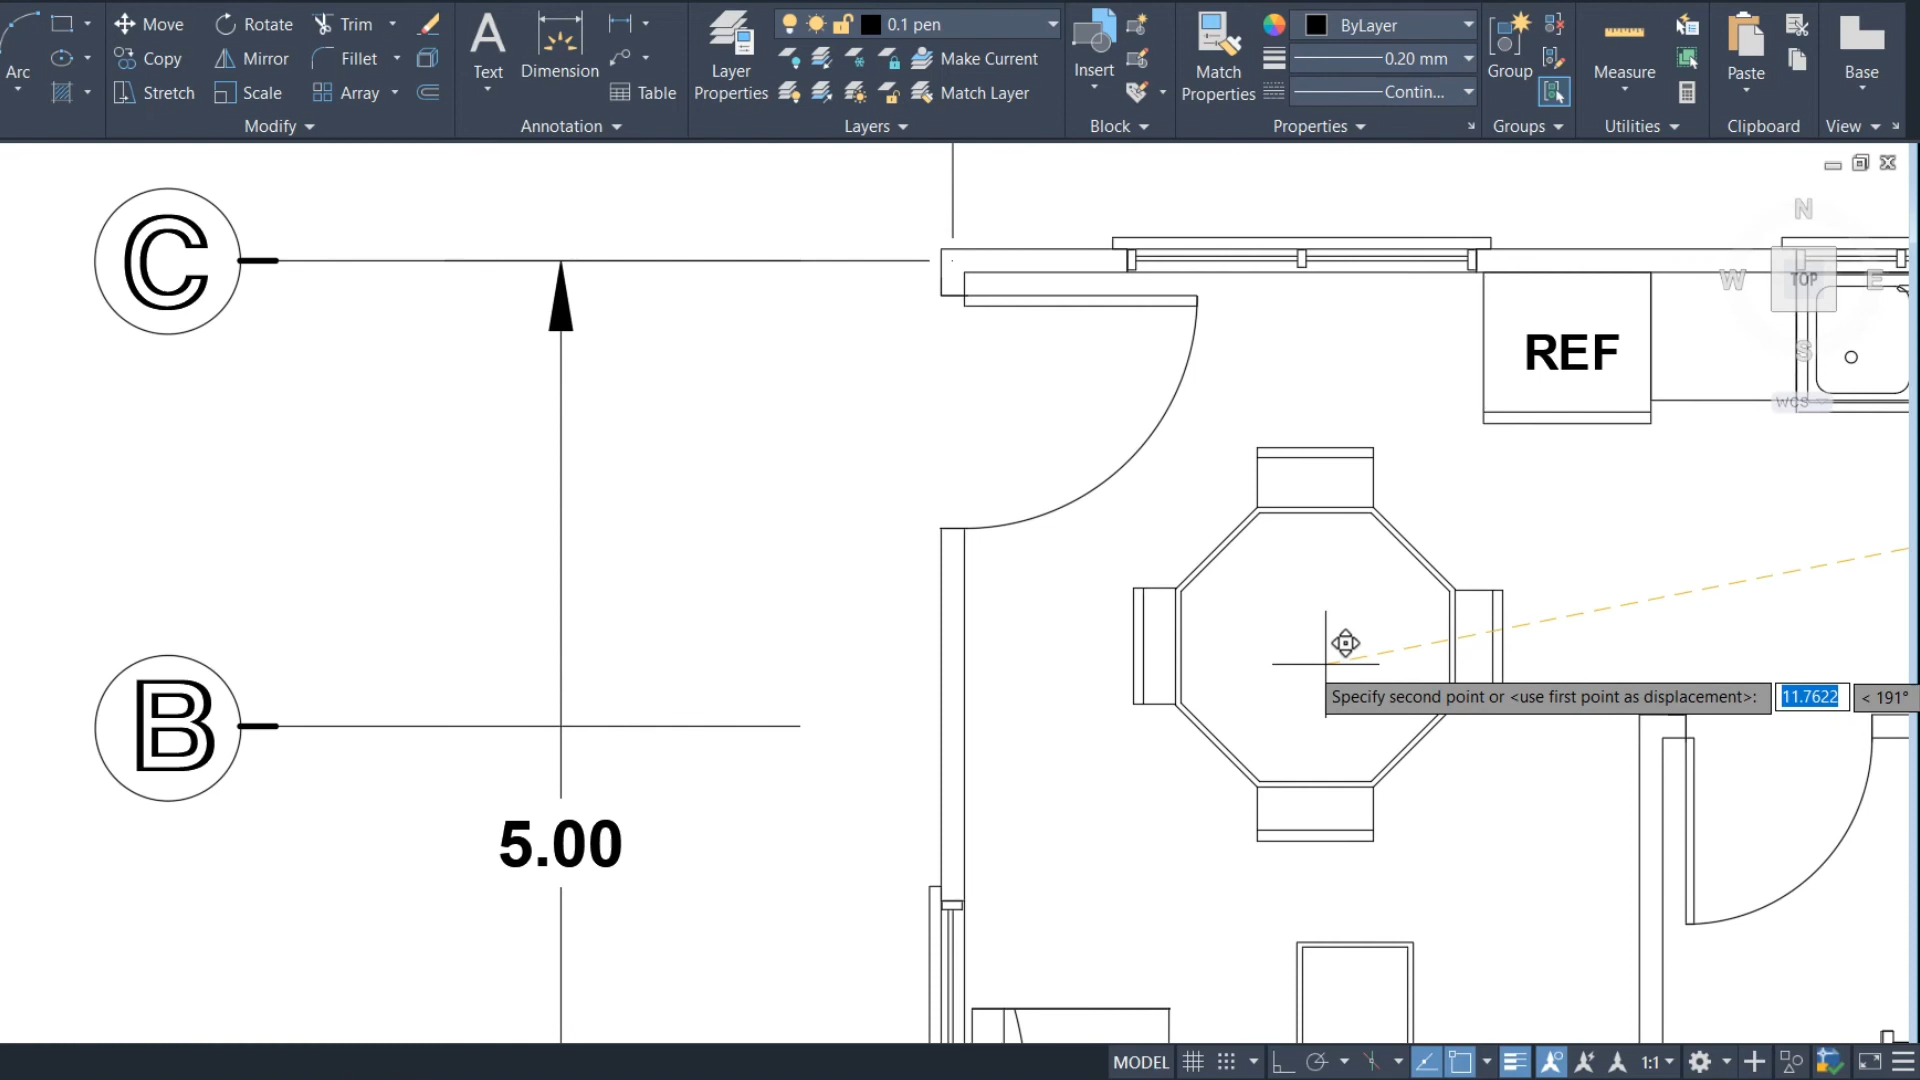 Move
Rotate
Trim
Copy
Mirror
Fillet
Arc
Stretch
Scale
Array
Modify
A
Text
Dimension
Table
Annotation
Layer
Properties
0.1 pen
Make Current
Match Layer
Layers
Insert
Block
Match
Properties
ByLayer
0.20 mm
Contin...
Properties
Group
Groups
Measure
Utilities
Paste
Clipboard
Base
View
C
N
W
TOP
E
S
WCS
REF
B
Specify second point or <use first point as displacement>:
11.7622
< 191°
5.00
MODEL
1:1